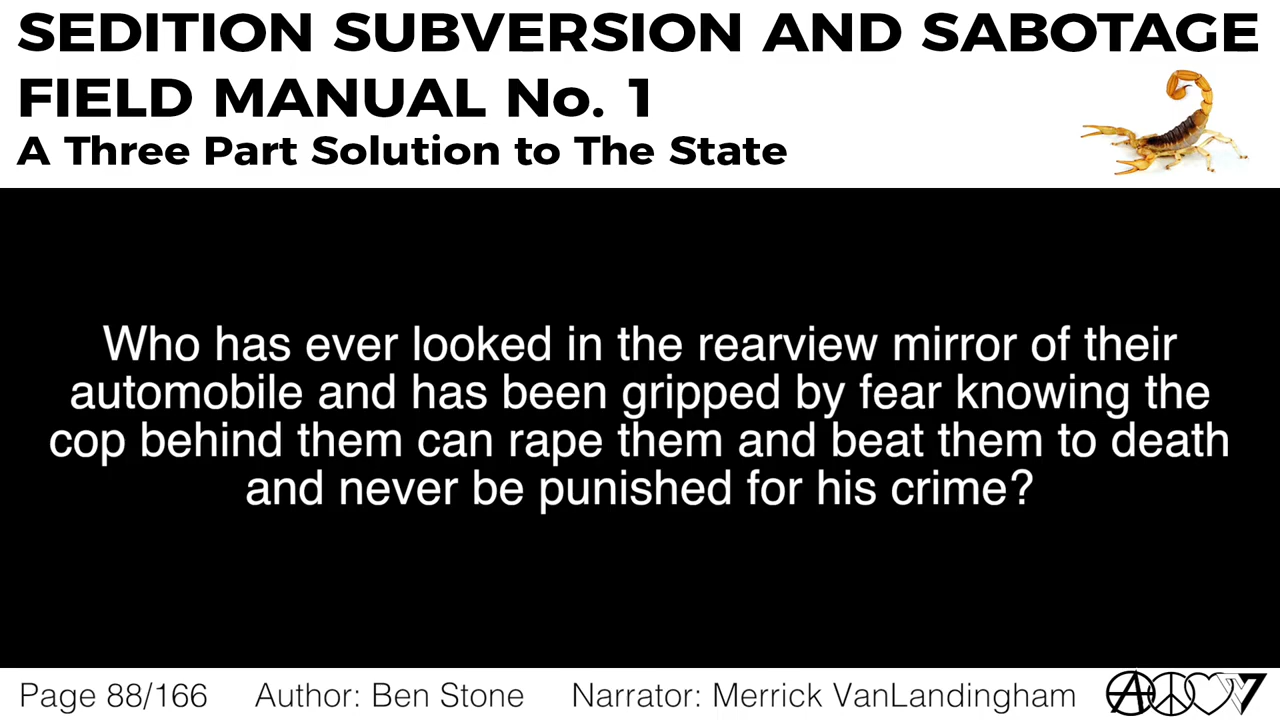 SEDITION SUBVERSION AND SABOTAGE
FIELD MANUAL No. 1
A Three Part Solution to The State
Who has ever looked in the rearview mirror of their
automobile and has been gripped by fear knowing the
cop behind them can rape them and beat them to death
and never be punished for his crime?
Page 88/166 Author: Ben Stone Narrator: Merrick VanLandingham